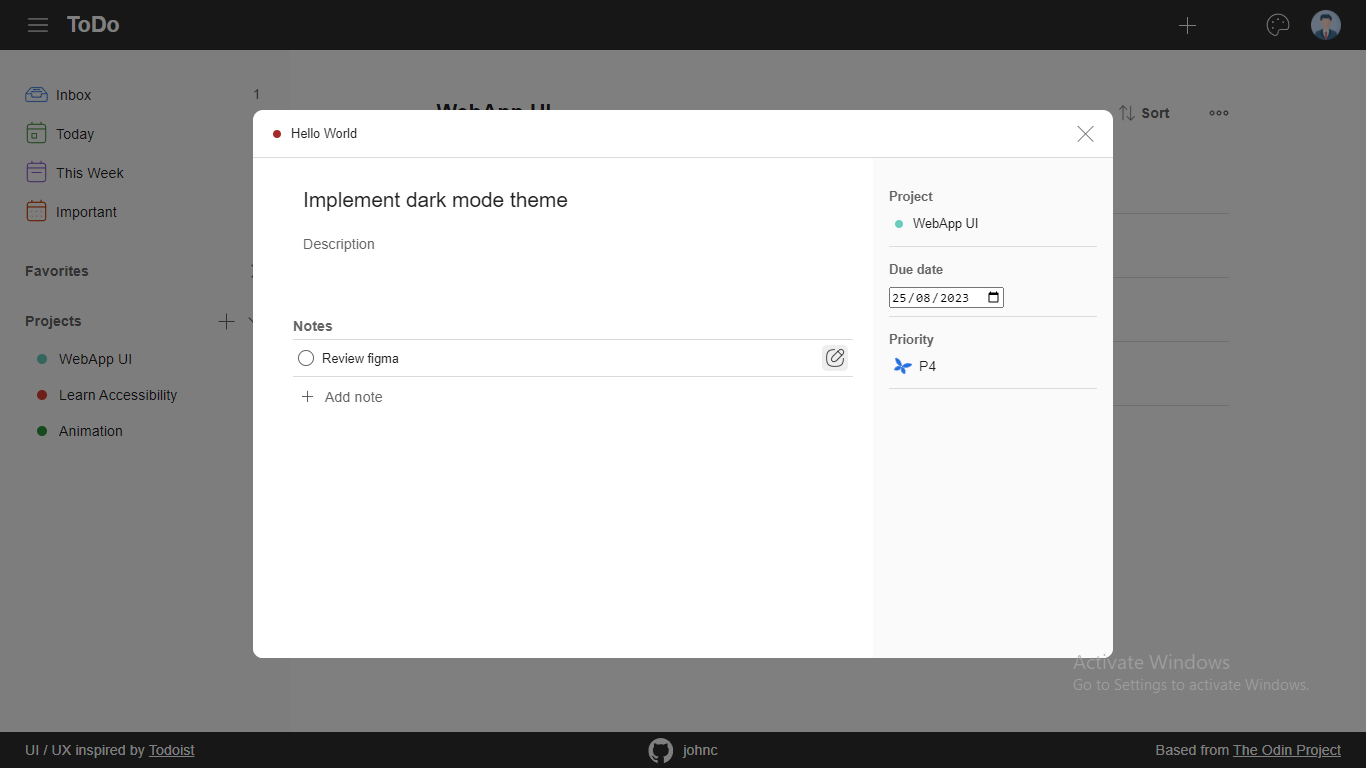 ToDo
Inbox 1
Today
This Week
Important
Favorites
Projects
WebApp UI
Learn Accessibility
Animation
WebApp UI
Sort
Hello World
Implement dark mode theme
Description
Notes
Review figma
Add note
Project
WebApp UI
Due date
25/08/2023
Priority
P4
Activate Windows
Go to Settings to activate Windows.
UI / UX inspired by Todoist
johnc
Based from The Odin Project